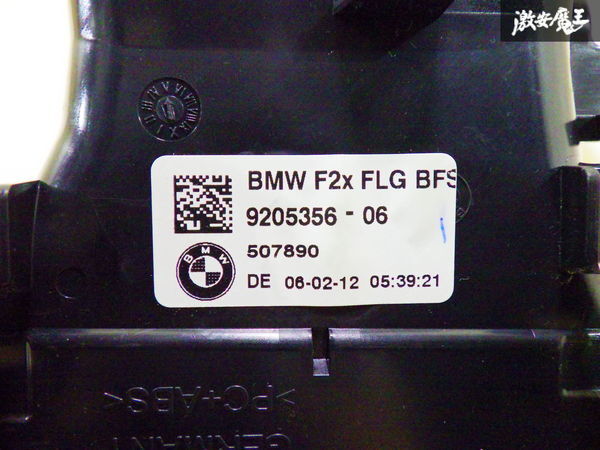 激安魔王
BMW F2x FLG BFS
9205356 - 06
507890
BMW
DE 06-02-12 05:39:21
>PC+ABS<
GERMANY